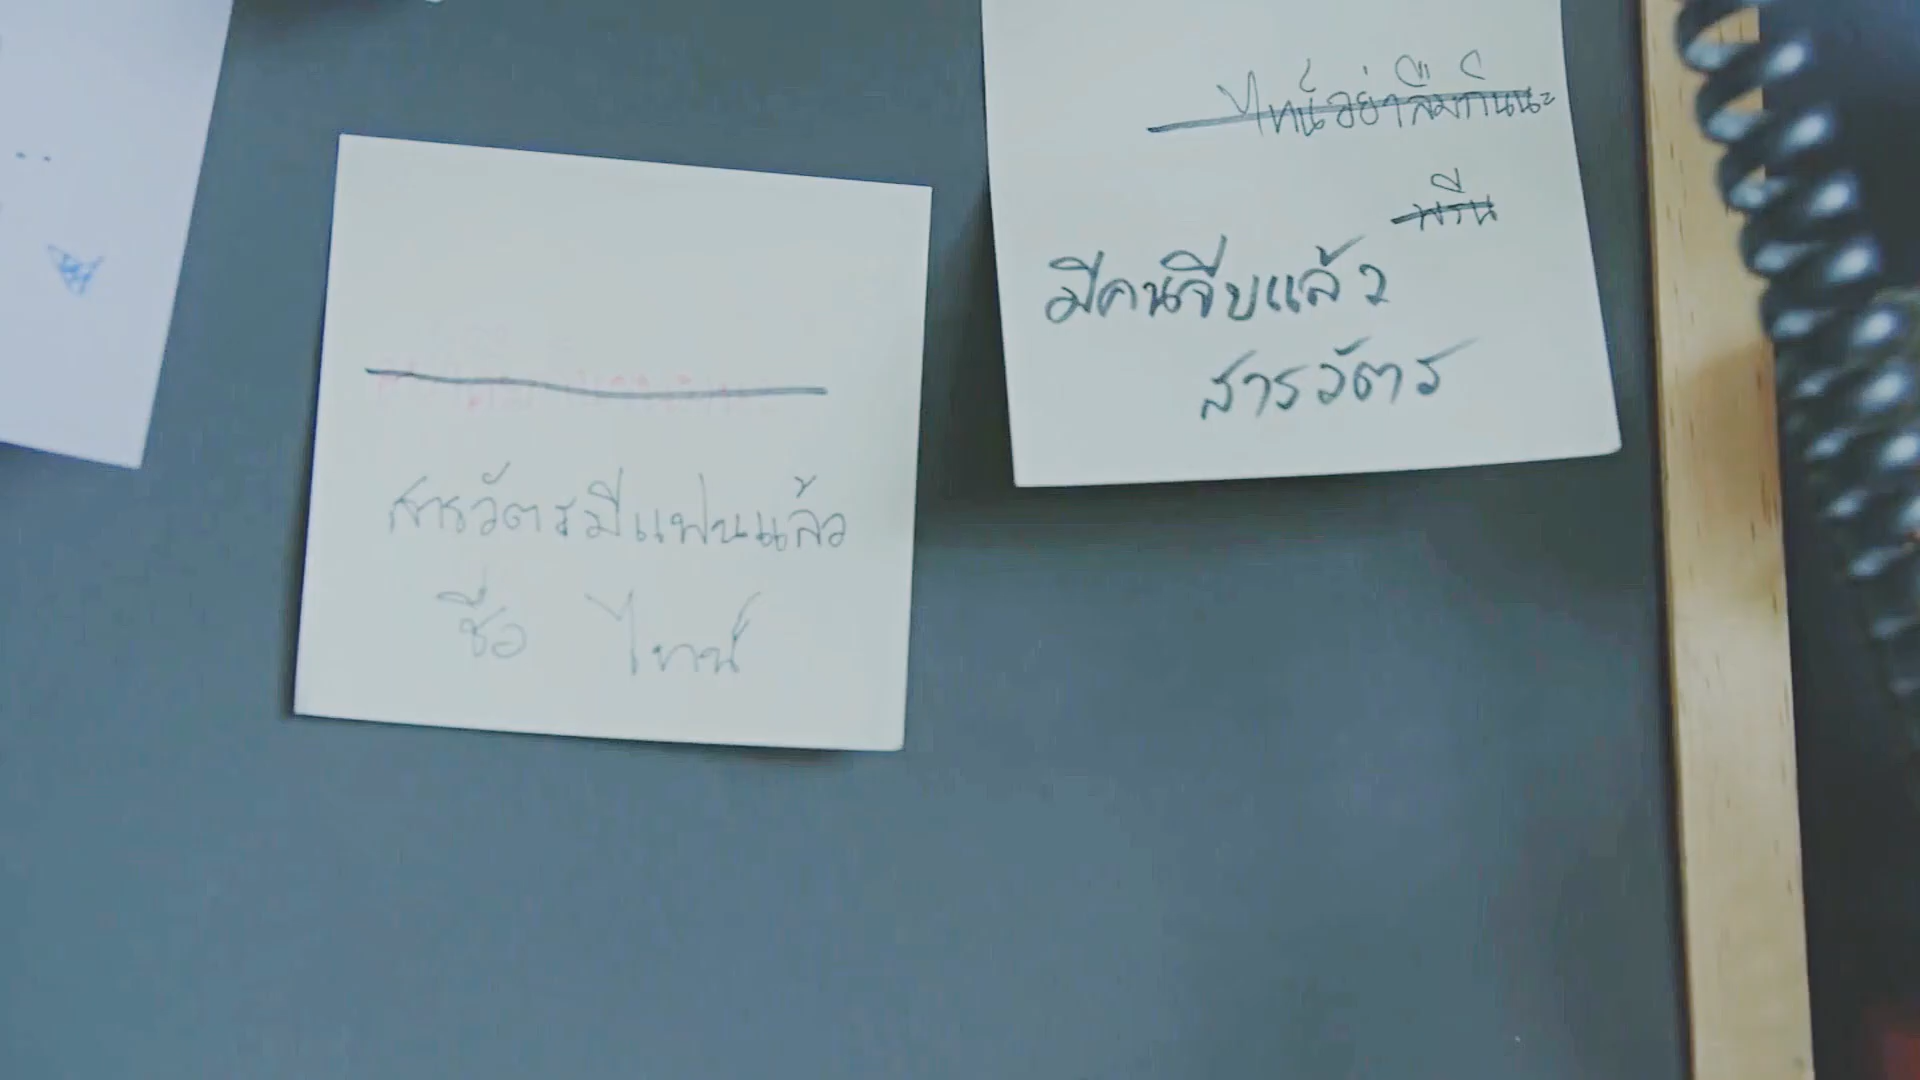 สารวัตรมีแฟนแล้ว
ชื่อ ไทน์
ไทน์อย่าลืมกันนะ
พรีน
มีคนจีบแล้ว
สารวัตร